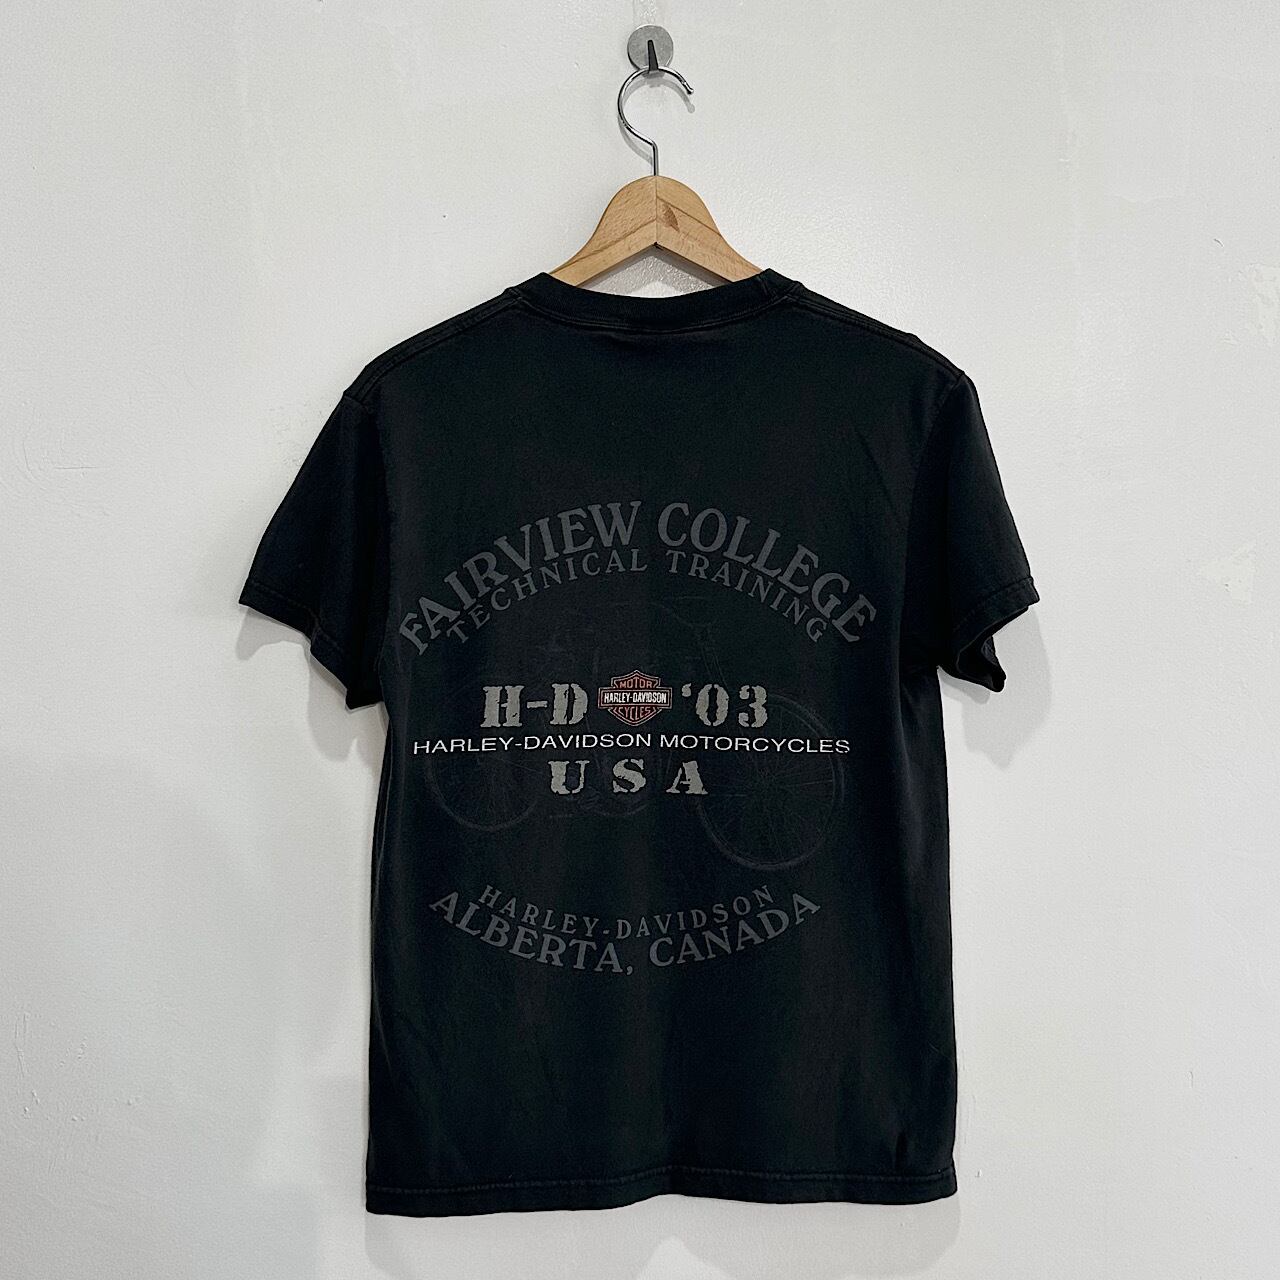 FAIRVIEW COLLEGE
TECHNICAL TRAINING
H-D MOTOR HARLEY-DAVIDSON CYCLES '03
HARLEY-DAVIDSON MOTORCYCLES
USA
HARLEY-DAVIDSON
ALBERTA, CANADA